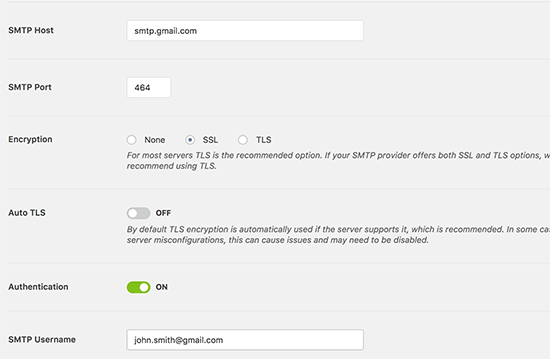 SMTP Host
smtp.gmail.com
SMTP Port
464
Encryption
None SSL TLS
For most servers TLS is the recommended option. If your SMTP provider offers both SSL and TLS options, w
recommend using TLS.
Auto TLS
OFF
By default TLS encryption is automatically used if the server supports it, which is recommended. In some cas
server misconfigurations, this can cause issues and may need to be disabled.
Authentication
ON
SMTP Username
john.smith@gmail.com